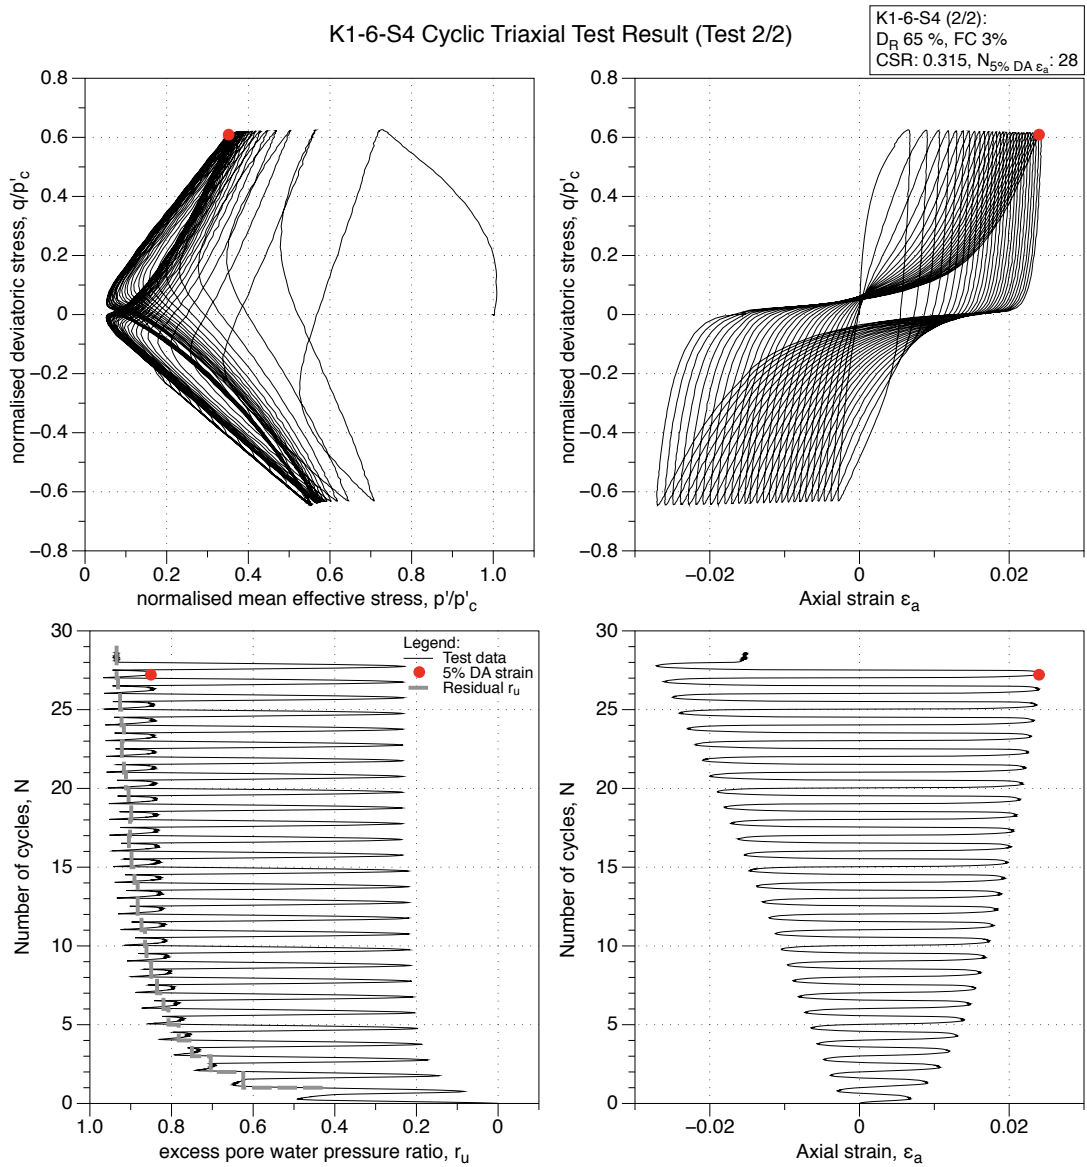 K1-6-S4 Cyclic Triaxial Test Result (Test 2/2)
K1-6-S4 (2/2):
DR 65 %, FC 3%
CSR: 0.315, N5% DA εa: 28
normalised deviatoric stress, q/p'c
0.8
0.6
0.4
0.2
0
−0.2
−0.4
−0.6
−0.8
0 0.2 0.4 0.6 0.8 1.0
normalised mean effective stress, p'/p'c
normalised deviatoric stress, q/p'c
0.8
0.6
0.4
0.2
0
−0.2
−0.4
−0.6
−0.8
−0.02 0 0.02
Axial strain εa
Number of cycles, N
30
25
20
15
10
5
0
Legend:
Test data
5% DA strain
Residual ru
1.0 0.8 0.6 0.4 0.2 0
excess pore water pressure ratio, ru
Number of cycles, N
30
25
20
15
10
5
0
−0.02 0 0.02
Axial strain, εa